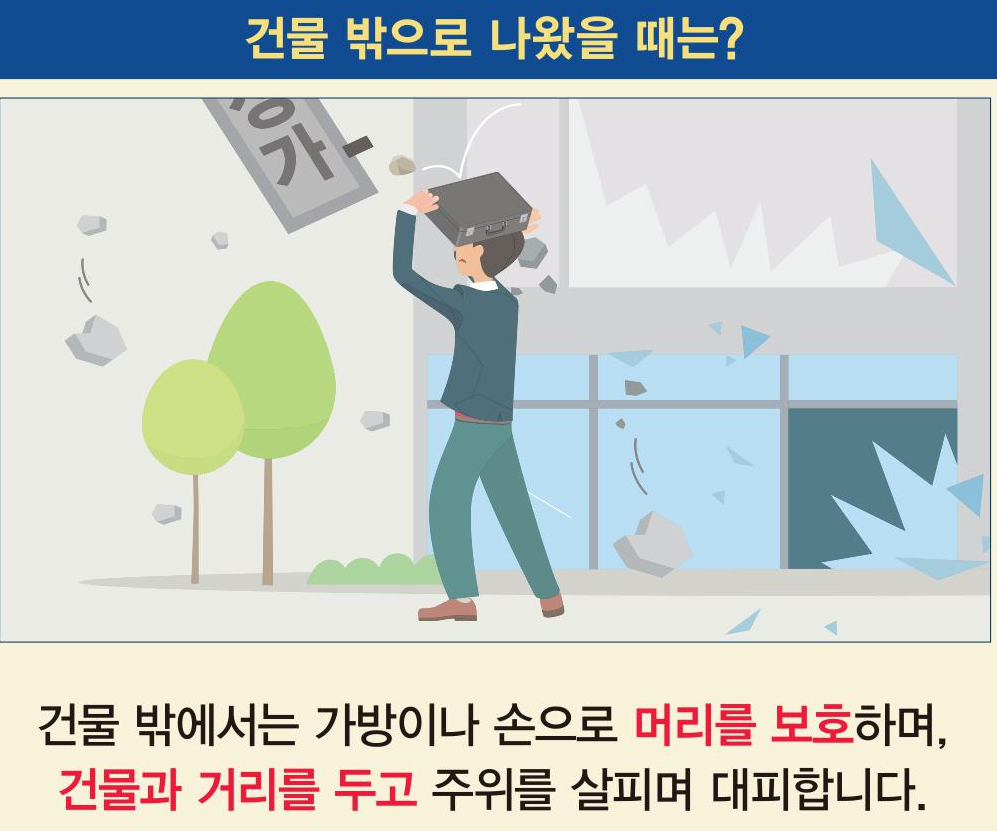 건물 밖으로 나왔을 때는?
가
건물 밖에서는 가방이나 손으로 머리를 보호하며,
건물과 거리를 두고 주위를 살피며 대피합니다.